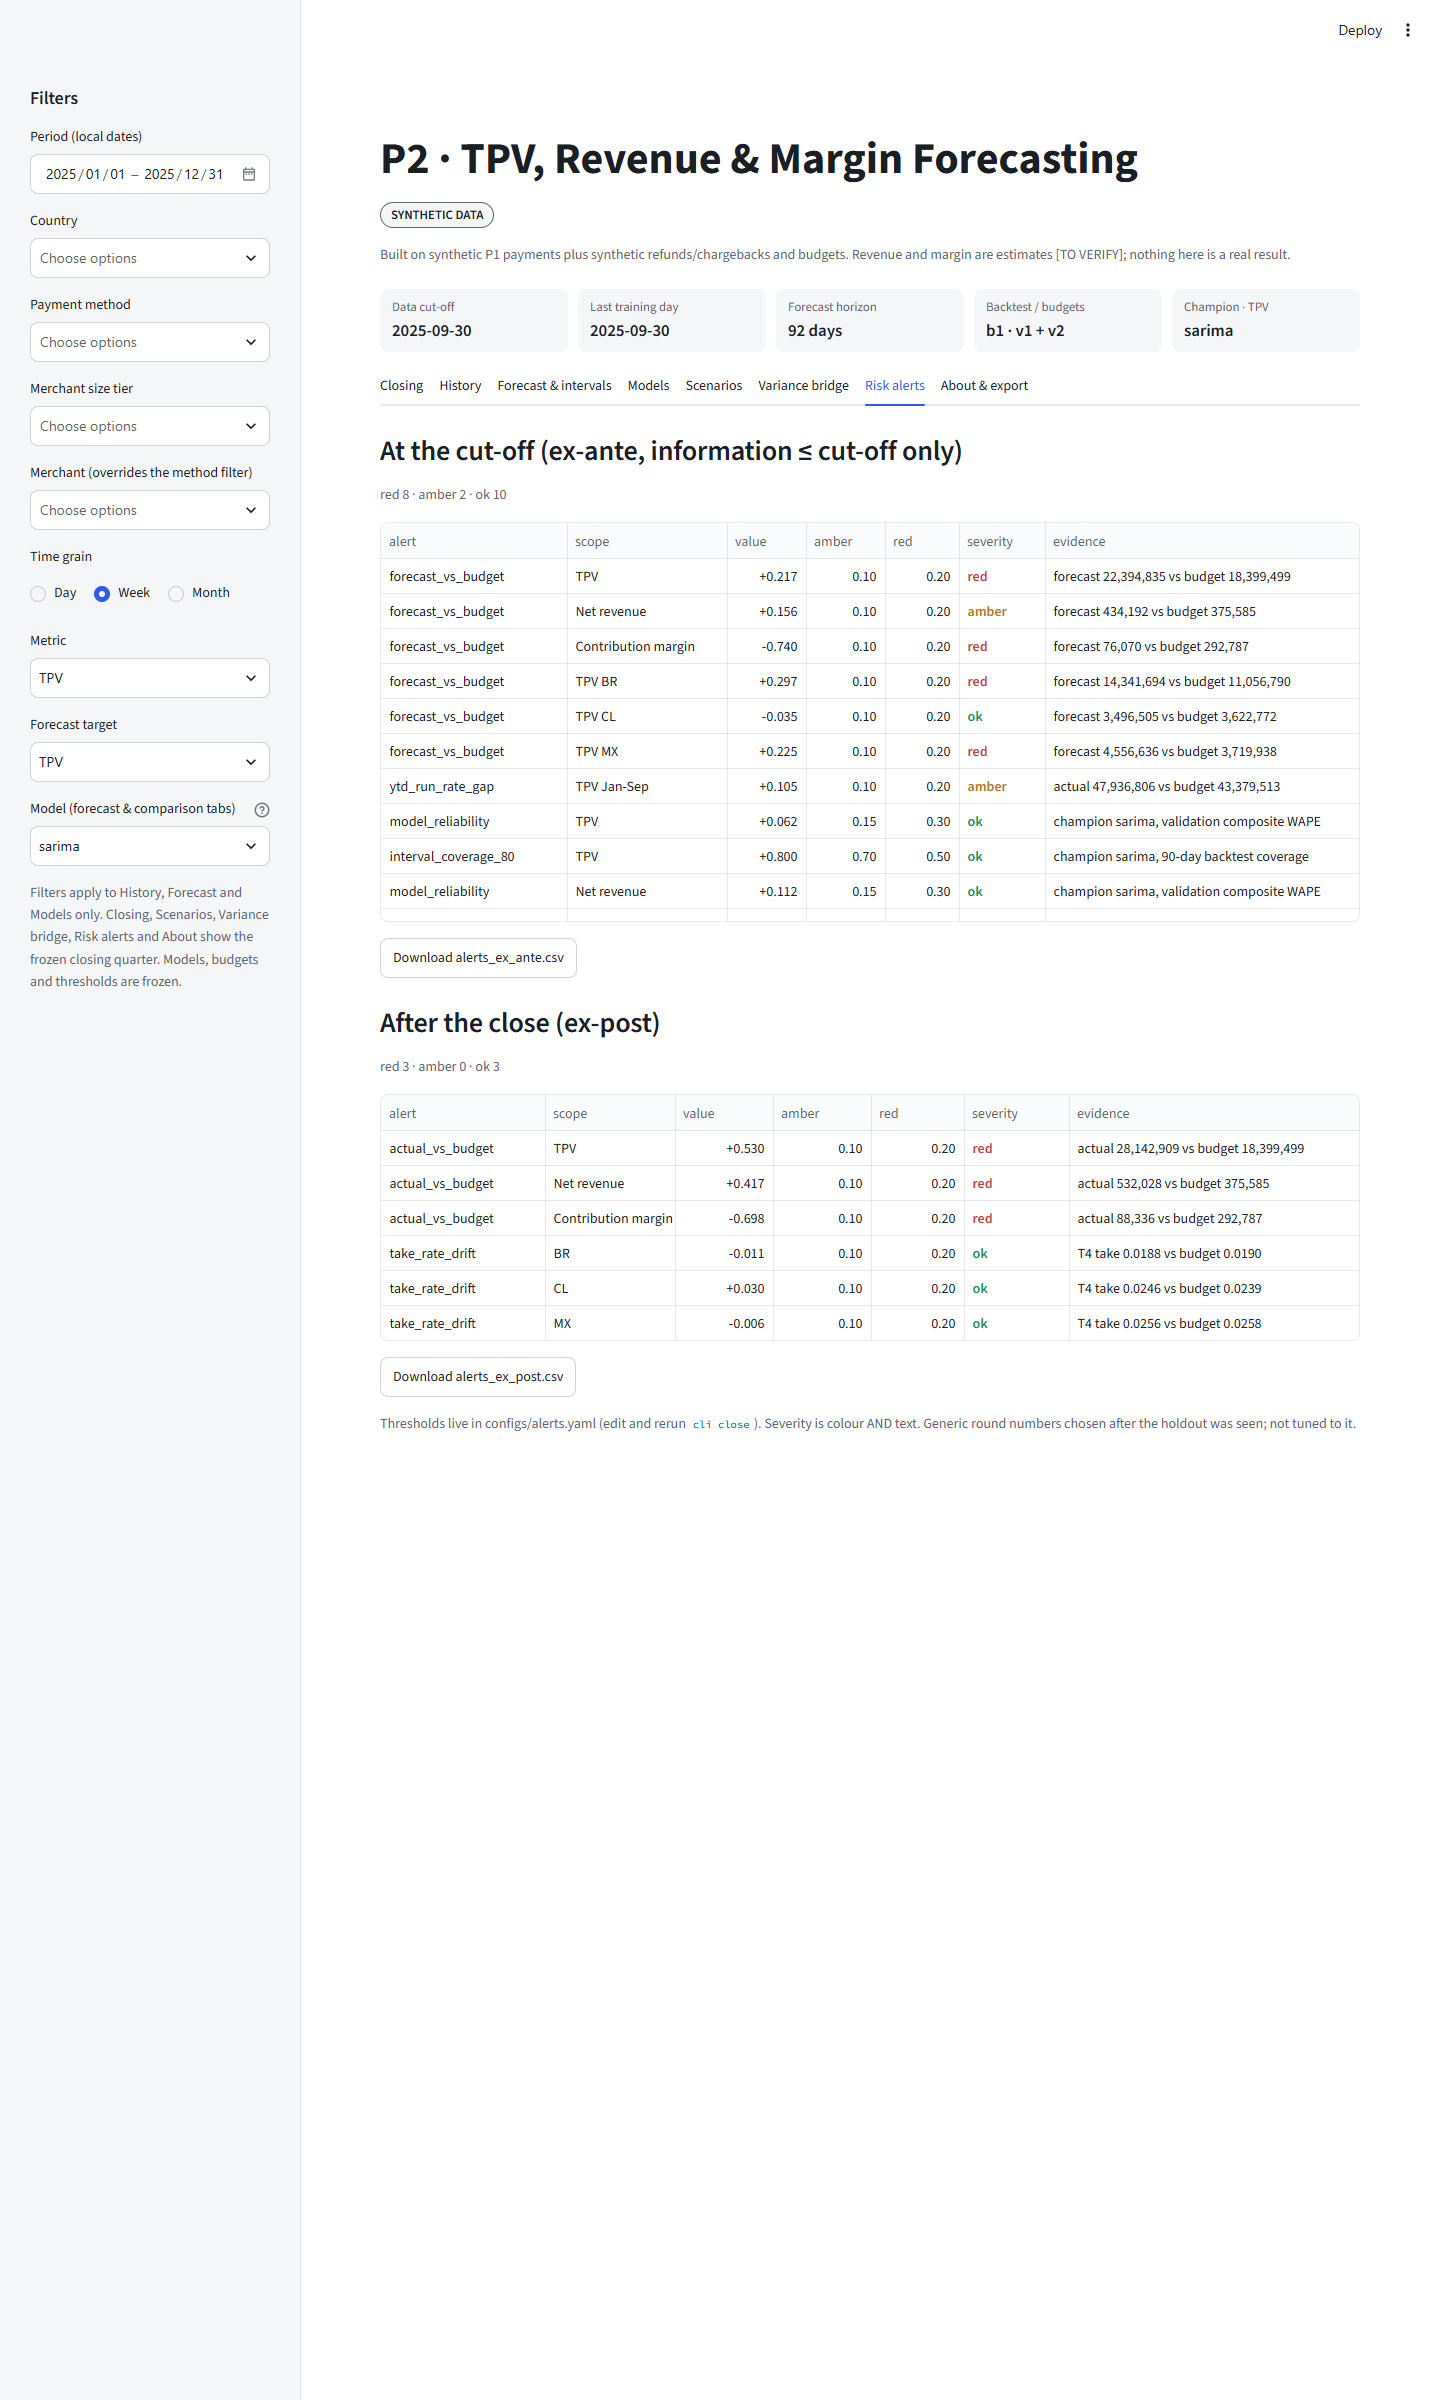 Deploy
Filters
Period (local dates)
2025/01/01 – 2025/12/31
Country
Choose options
Payment method
Choose options
Merchant size tier
Choose options
Merchant (overrides the method filter)
Choose options
Time grain
Day Week Month
Metric
TPV
Forecast target
TPV
Model (forecast & comparison tabs)
sarima
Filters apply to History, Forecast and
Models only. Closing, Scenarios, Variance
bridge, Risk alerts and About show the
frozen closing quarter. Models, budgets
and thresholds are frozen.
P2 · TPV, Revenue & Margin Forecasting
SYNTHETIC DATA
Built on synthetic P1 payments plus synthetic refunds/chargebacks and budgets. Revenue and margin are estimates [TO VERIFY]; nothing here is a real result.
Data cut-off Last training day Forecast horizon Backtest / budgets Champion · TPV
2025-09-30 2025-09-30 92 days b1 · v1 + v2 sarima
Closing History Forecast & intervals Models Scenarios Variance bridge Risk alerts About & export
At the cut-off (ex-ante, information ≤ cut-off only)
red 8 · amber 2 · ok 10
alert scope value amber red severity evidence
forecast_vs_budget TPV +0.217 0.10 0.20 red forecast 22,394,835 vs budget 18,399,499
forecast_vs_budget Net revenue +0.156 0.10 0.20 amber forecast 434,192 vs budget 375,585
forecast_vs_budget Contribution margin -0.740 0.10 0.20 red forecast 76,070 vs budget 292,787
forecast_vs_budget TPV BR +0.297 0.10 0.20 red forecast 14,341,694 vs budget 11,056,790
forecast_vs_budget TPV CL -0.035 0.10 0.20 ok forecast 3,496,505 vs budget 3,622,772
forecast_vs_budget TPV MX +0.225 0.10 0.20 red forecast 4,556,636 vs budget 3,719,938
ytd_run_rate_gap TPV Jan-Sep +0.105 0.10 0.20 amber actual 47,936,806 vs budget 43,379,513
model_reliability TPV +0.062 0.15 0.30 ok champion sarima, validation composite WAPE
interval_coverage_80 TPV +0.800 0.70 0.50 ok champion sarima, 90-day backtest coverage
model_reliability Net revenue +0.112 0.15 0.30 ok champion sarima, validation composite WAPE
Download alerts_ex_ante.csv
After the close (ex-post)
red 3 · amber 0 · ok 3
alert scope value amber red severity evidence
actual_vs_budget TPV +0.530 0.10 0.20 red actual 28,142,909 vs budget 18,399,499
actual_vs_budget Net revenue +0.417 0.10 0.20 red actual 532,028 vs budget 375,585
actual_vs_budget Contribution margin -0.698 0.10 0.20 red actual 88,336 vs budget 292,787
take_rate_drift BR -0.011 0.10 0.20 ok T4 take 0.0188 vs budget 0.0190
take_rate_drift CL +0.030 0.10 0.20 ok T4 take 0.0246 vs budget 0.0239
take_rate_drift MX -0.006 0.10 0.20 ok T4 take 0.0256 vs budget 0.0258
Download alerts_ex_post.csv
Thresholds live in configs/alerts.yaml (edit and rerun cli close ). Severity is colour AND text. Generic round numbers chosen after the holdout was seen; not tuned to it.